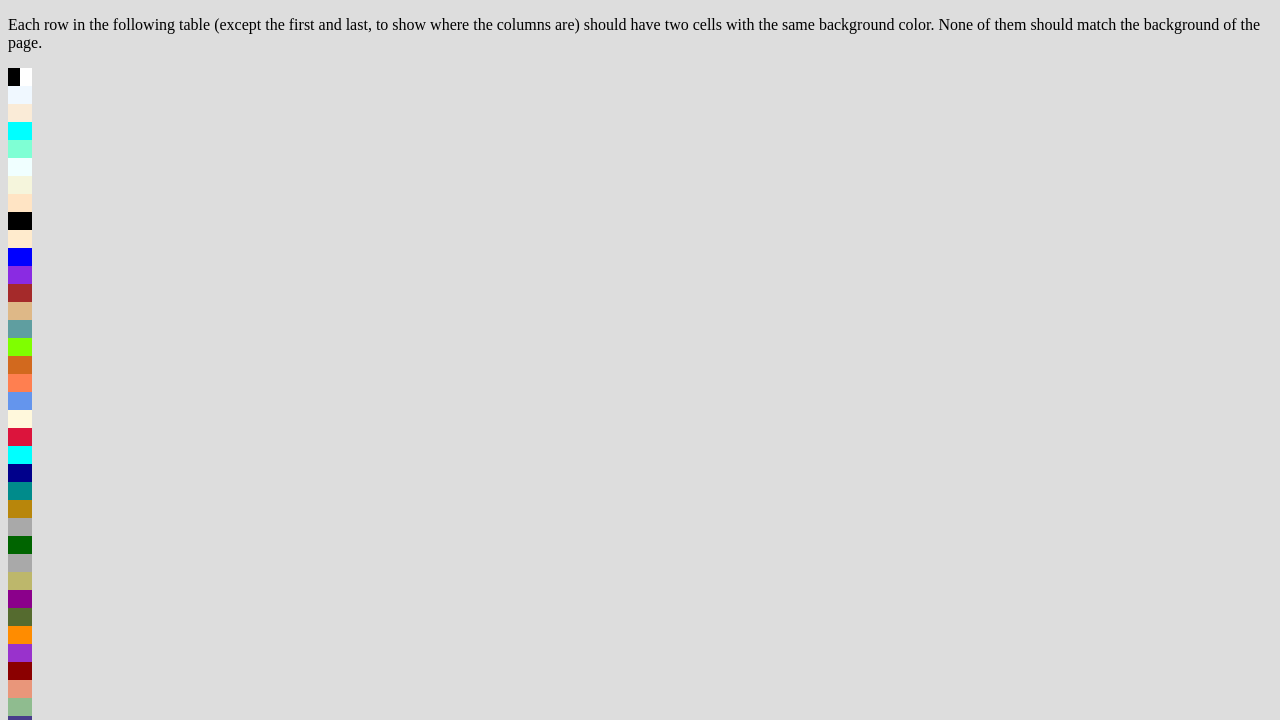 Each row in the following table (except the first and last, to show where the columns are) should have two cells with the same background color. None of them should match the background of the
page.